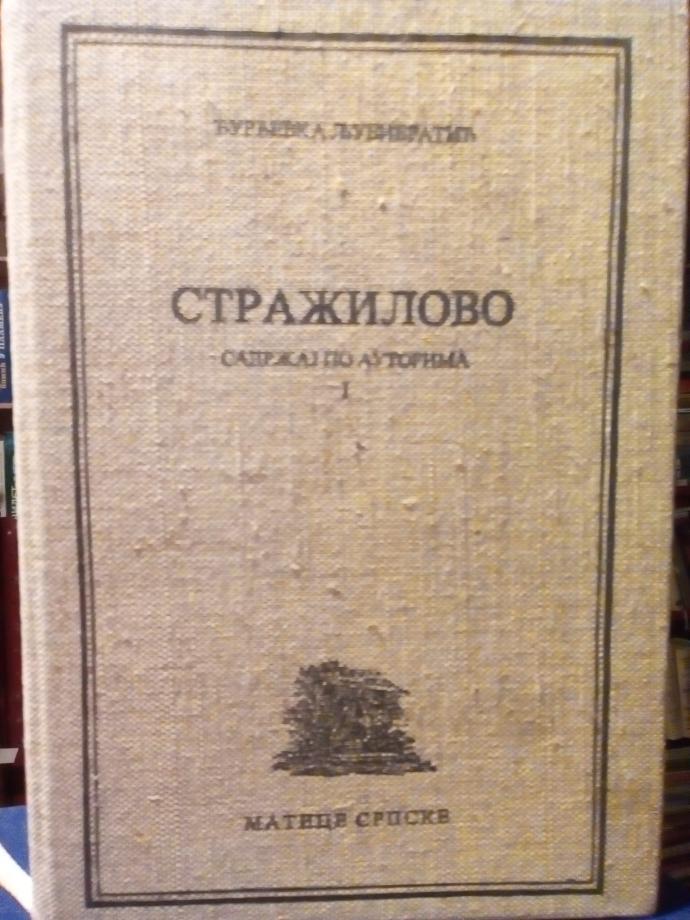 ЂУРЂЕВКА ЉУБИБРАТИЋ
СТРАЖИЛОВО
САДРЖАЈ ПО АУТОРИМА
I
МАТИЦЕ СРПСКЕ